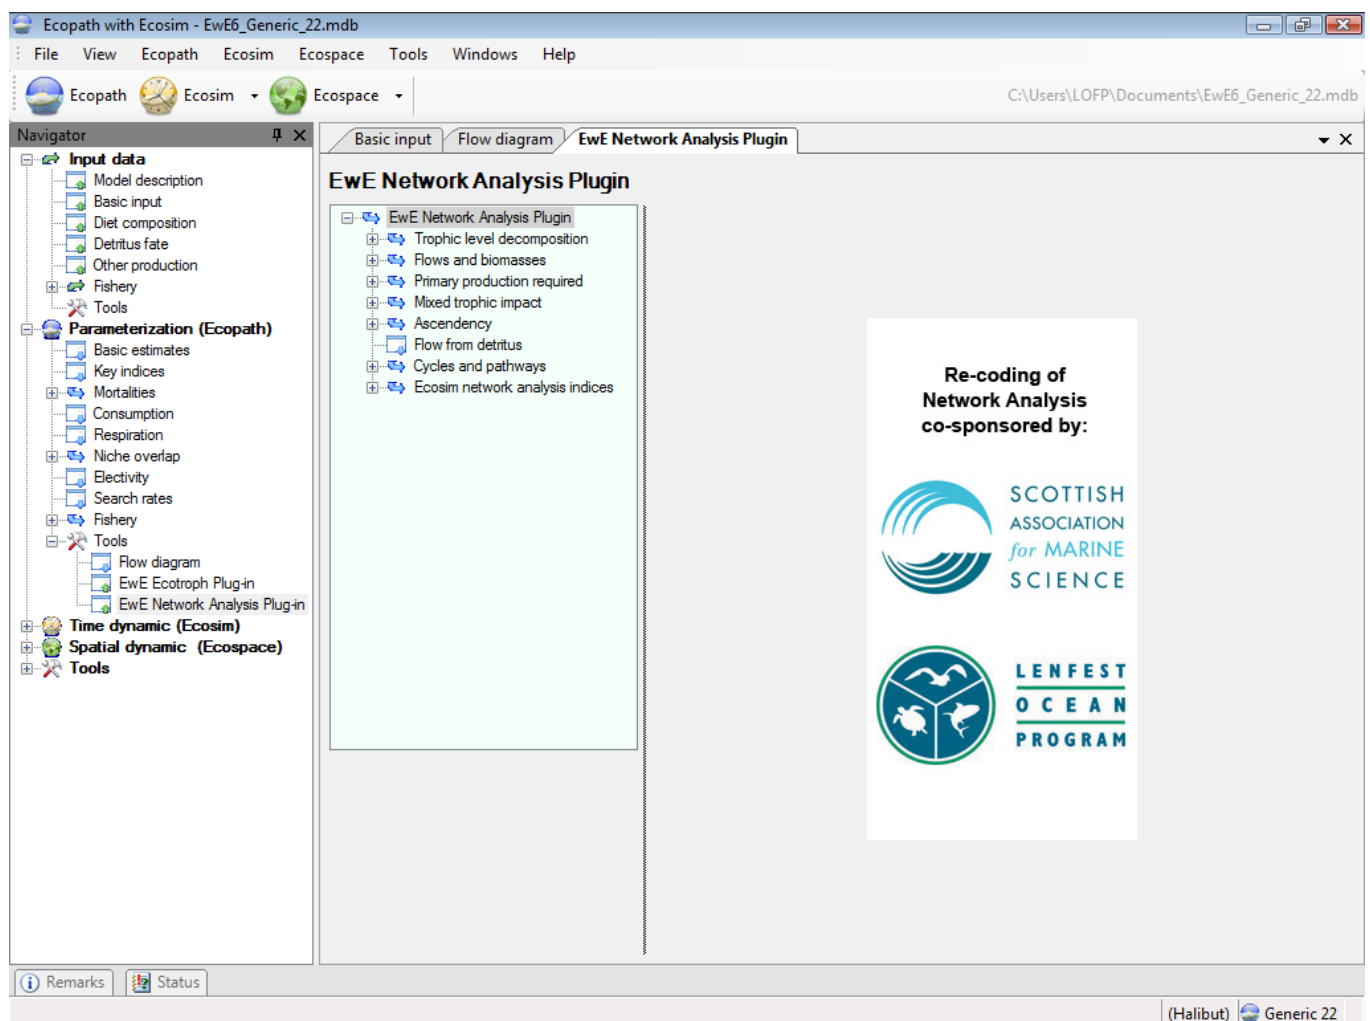 Ecopath with Ecosim - EwE6_Generic_22.mdb
File View Ecopath Ecosim Ecospace Tools Windows Help
Ecopath Ecosim Ecospace C:\Users\LOFP\Documents\EwE6_Generic_22.mdb
Navigator
Input data
Model description
Basic input
Diet composition
Detritus fate
Other production
Fishery
Tools
Parameterization (Ecopath)
Basic estimates
Key indices
Mortalities
Consumption
Respiration
Niche overlap
Electivity
Search rates
Fishery
Tools
Flow diagram
EwE Ecotroph Plug-in
EwE Network Analysis Plug-in
Time dynamic (Ecosim)
Spatial dynamic (Ecospace)
Tools
Basic input Flow diagram EwE Network Analysis Plugin
EwE Network Analysis Plugin
EwE Network Analysis Plugin
Trophic level decomposition
Flows and biomasses
Primary production required
Mixed trophic impact
Ascendency
Flow from detritus
Cycles and pathways
Ecosim network analysis indices
Re-coding of
Network Analysis
co-sponsored by:
SCOTTISH
ASSOCIATION
for MARINE
SCIENCE
LENFEST
OCEAN
PROGRAM
Remarks Status
(Halibut) Generic 22